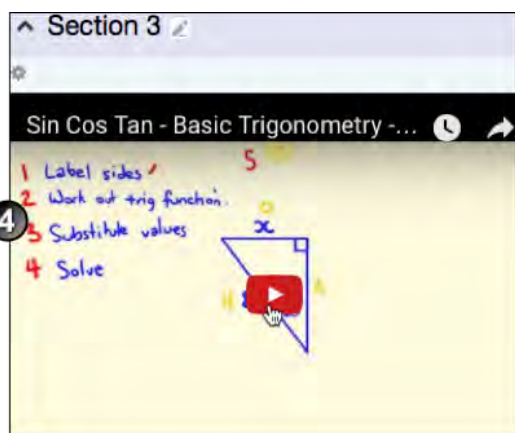 Section 3
Sin Cos Tan - Basic Trigonometry -...
S
1 Label sides
2 Work out trig function.
4
3 Substitute values
4 Solve
O
x
H
A